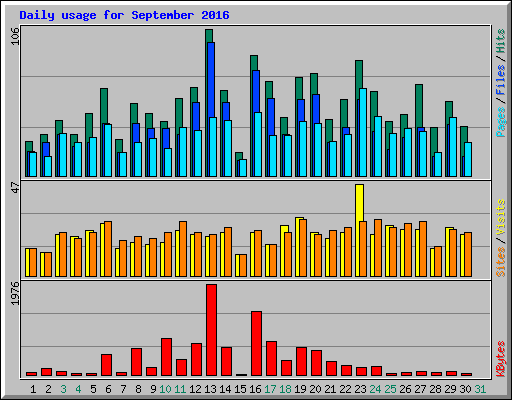 Daily usage for September 2016
106
Pages / Files / Hits
47
Sites / Visits
1976
KBytes
1 2 3 4 5 6 7 8 9 10 11 12 13 14 15 16 17 18 19 20 21 22 23 24 25 26 27 28 29 30 31